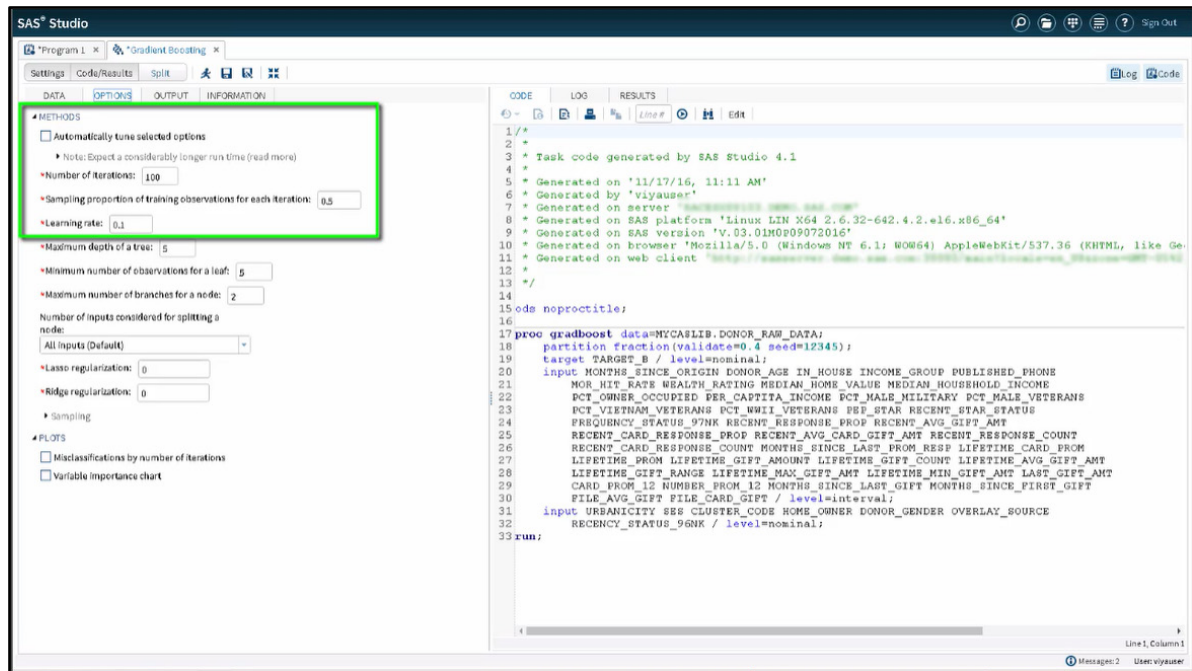 SAS® Studio
? Sign Out
*Program 1 × *Gradient Boosting ×
Settings Code/Results Split
Log Code
DATA OPTIONS OUTPUT INFORMATION
METHODS
Automatically tune selected options
Note: Expect a considerably longer run time (read more)
*Number of iterations: 100
*Sampling proportion of training observations for each iteration: 0.5
*Learning rate: 0.1
*Maximum depth of a tree: 5
*Minimum number of observations for a leaf: 5
*Maximum number of branches for a node: 2
Number of inputs considered for splitting a
node:
All inputs (Default)
*Lasso regularization: 0
*Ridge regularization: 0
Sampling
PLOTS
Misclassifications by number of iterations
Variable importance chart
CODE LOG RESULTS
Line # Edit
1 /*
2 *
3 * Task code generated by SAS Studio 4.1
4 *
5 * Generated on '11/17/16, 11:11 AM'
6 * Generated by 'viyauser'
7 * Generated on server
8 * Generated on SAS platform 'Linux LIN X64 2.6.32-642.4.2.el6.x86_64'
9 * Generated on SAS version 'V.03.01M0P09072016'
10 * Generated on browser 'Mozilla/5.0 (Windows NT 6.1; WOW64) AppleWebKit/537.36 (KHTML, like Ge
11 * Generated on web client
12 *
13 */
14
15 ods noproctitle;
16
17 proc gradboost data=MYCASLIB.DONOR_RAW_DATA;
18 partition fraction(validate=0.4 seed=12345);
19 target TARGET_B / level=nominal;
20 input MONTHS_SINCE_ORIGIN DONOR_AGE IN_HOUSE INCOME_GROUP PUBLISHED_PHONE
21 MOR_HIT_RATE WEALTH_RATING MEDIAN_HOME_VALUE MEDIAN_HOUSEHOLD_INCOME
22 PCT_OWNER_OCCUPIED PER_CAPTITA_INCOME PCT_MALE_MILITARY PCT_MALE_VETERANS
23 PCT_VIETNAM_VETERANS PCT_WWII_VETERANS PEP_STAR RECENT_STAR_STATUS
24 FREQUENCY_STATUS_97NK RECENT_RESPONSE_PROP RECENT_AVG_GIFT_AMT
25 RECENT_CARD_RESPONSE_PROP RECENT_AVG_CARD_GIFT_AMT RECENT_RESPONSE_COUNT
26 RECENT_CARD_RESPONSE_COUNT MONTHS_SINCE_LAST_PROM_RESP LIFETIME_CARD_PROM
27 LIFETIME_PROM LIFETIME_GIFT_AMOUNT LIFETIME_GIFT_COUNT LIFETIME_AVG_GIFT_AMT
28 LIFETIME_GIFT_RANGE LIFETIME_MAX_GIFT_AMT LIFETIME_MIN_GIFT_AMT LAST_GIFT_AMT
29 CARD_PROM_12 NUMBER_PROM_12 MONTHS_SINCE_LAST_GIFT MONTHS_SINCE_FIRST_GIFT
30 FILE_AVG_GIFT FILE_CARD_GIFT / level=interval;
31 input URBANICITY SES CLUSTER_CODE HOME_OWNER DONOR_GENDER OVERLAY_SOURCE
32 RECENCY_STATUS_96NK / level=nominal;
33 run;
Line 1, Column 1
Messages: 2 User: viyauser